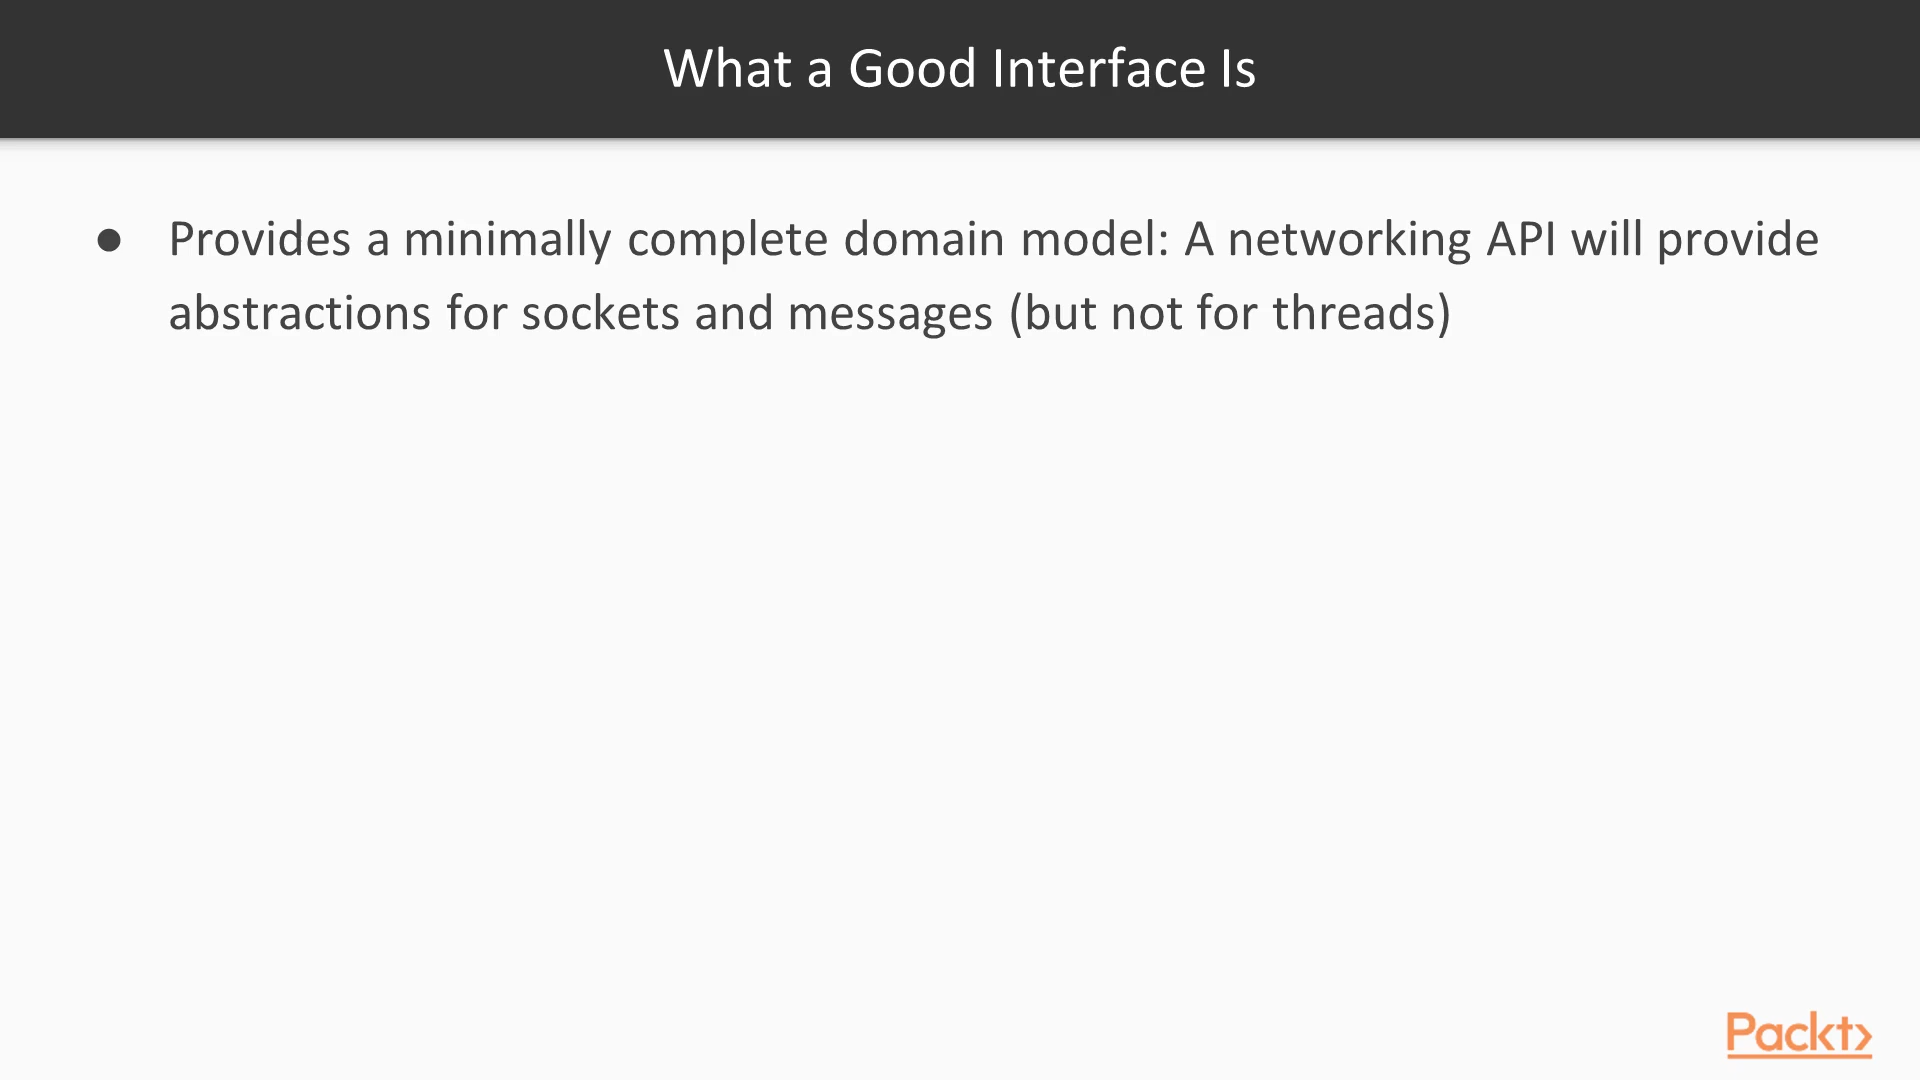 What a Good Interface Is
● Provides a minimally complete domain model: A networking API will provide
abstractions for sockets and messages (but not for threads)
Packt>